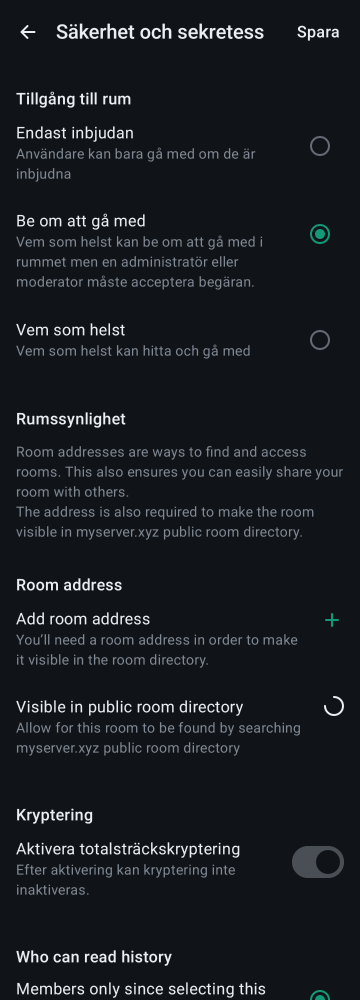 Säkerhet och sekretess
Spara
Tillgång till rum
Endast inbjudan
Användare kan bara gå med om de är
inbjudna
Be om att gå med
Vem som helst kan be om att gå med i
rummet men en administratör eller
moderator måste acceptera begäran.
Vem som helst
Vem som helst kan hitta och gå med
Rumssynlighet
Room addresses are ways to find and access
rooms. This also ensures you can easily share your
room with others.
The address is also required to make the room
visible in myserver.xyz public room directory.
Room address
Add room address
You’ll need a room address in order to make
it visible in the room directory.
Visible in public room directory
Allow for this room to be found by searching
myserver.xyz public room directory
Kryptering
Aktivera totalsträckskryptering
Efter aktivering kan kryptering inte
inaktiveras.
Who can read history
Members only since selecting this